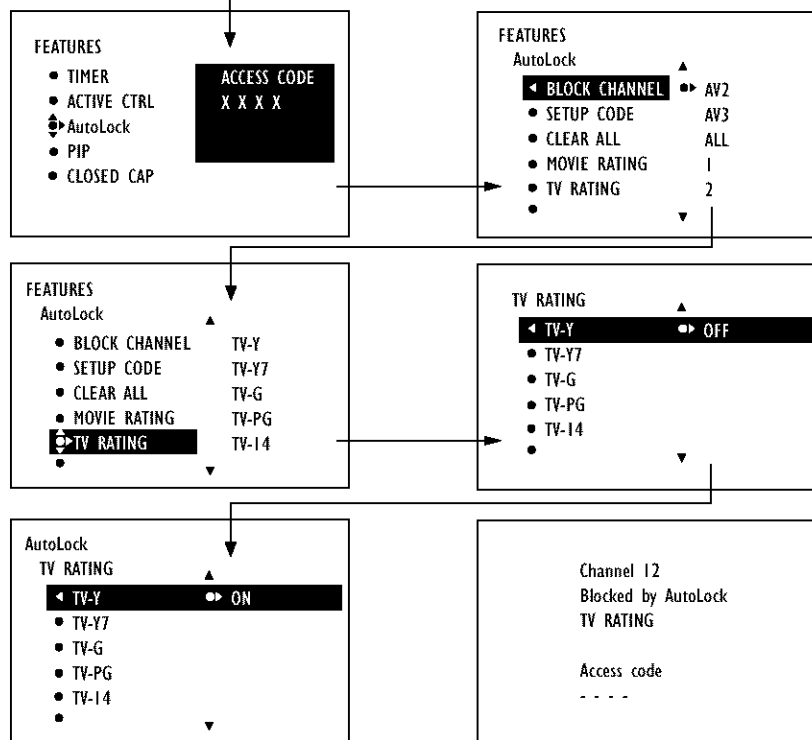 FEATURES
TIMER
ACTIVE CTRL
AutoLock
PIP
CLOSED CAP
ACCESS CODE
X X X X
FEATURES
AutoLock
BLOCK CHANNEL AV2
SETUP CODE AV3
CLEAR ALL ALL
MOVIE RATING 1
TV RATING 2
FEATURES
AutoLock
BLOCK CHANNEL TV-Y
SETUP CODE TV-Y7
CLEAR ALL TV-G
MOVIE RATING TV-PG
TV RATING TV-14
TV RATING
TV-Y OFF
TV-Y7
TV-G
TV-PG
TV-14
AutoLock
TV RATING
TV-Y ON
TV-Y7
TV-G
TV-PG
TV-14
Channel 12
Blocked by AutoLock
TV RATING
Access code
- - - -